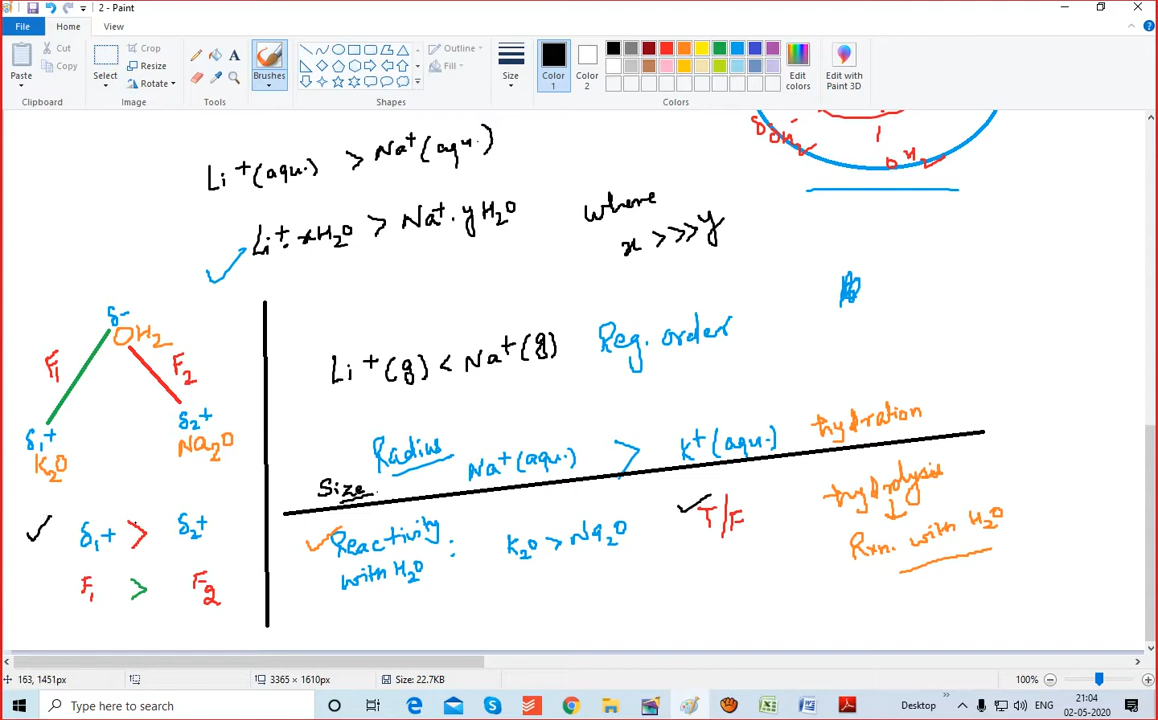 2 - Paint
File Home View
Paste Cut Copy Clipboard
Select Crop Resize Rotate Image
Tools
Brushes
Shapes Outline Fill
Size
Color 1 Color 2 Edit colors Colors
Edit with Paint 3D
δ OH2 OH2
Li+(aqu.) > Na+(aqu.)
Li+. xH2O > Na+. yH2O where
x >>> y
δ-
OH2
F1 F2
δ1+ K2O
δ2+ Na2O
Li+(g) < Na+(g) Reg. order
Radius Na+(aqu.) > K+(aqu.) Hydration
Size
Reactivity with H2O : K2O > Na2O T/F
Hydrolysis
↓
Rxn. with H2O
δ1+ > δ2+
F1 > F2
163, 1451px 3365 × 1610px Size: 22.7KB 100%
Type here to search Desktop ENG 21:04
02-05-2020